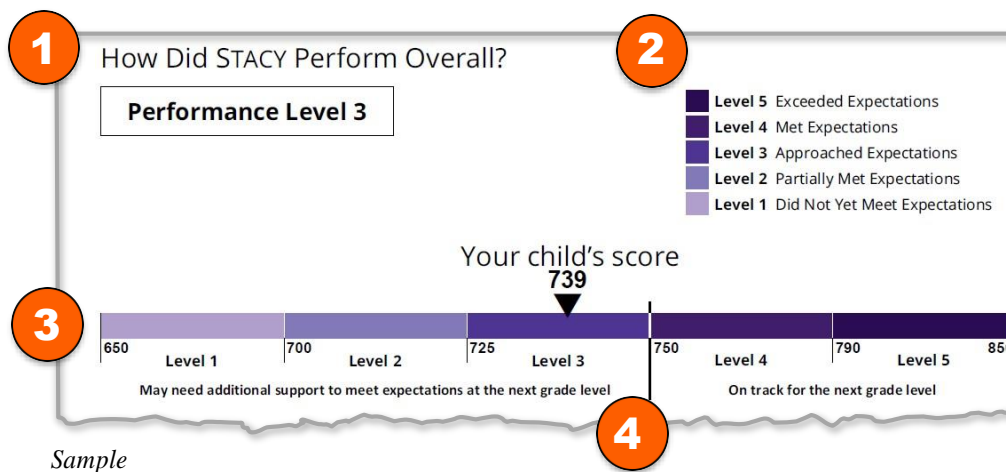 1
How Did STACY Perform Overall?
2
Performance Level 3
Level 5 Exceeded Expectations
Level 4 Met Expectations
Level 3 Approached Expectations
Level 2 Partially Met Expectations
Level 1 Did Not Yet Meet Expectations
Your child's score
739
3
650 700 725 750 790
Level 1 Level 2 Level 3 Level 4 Level 5
May need additional support to meet expectations at the next grade level On track for the next grade level
4
Sample